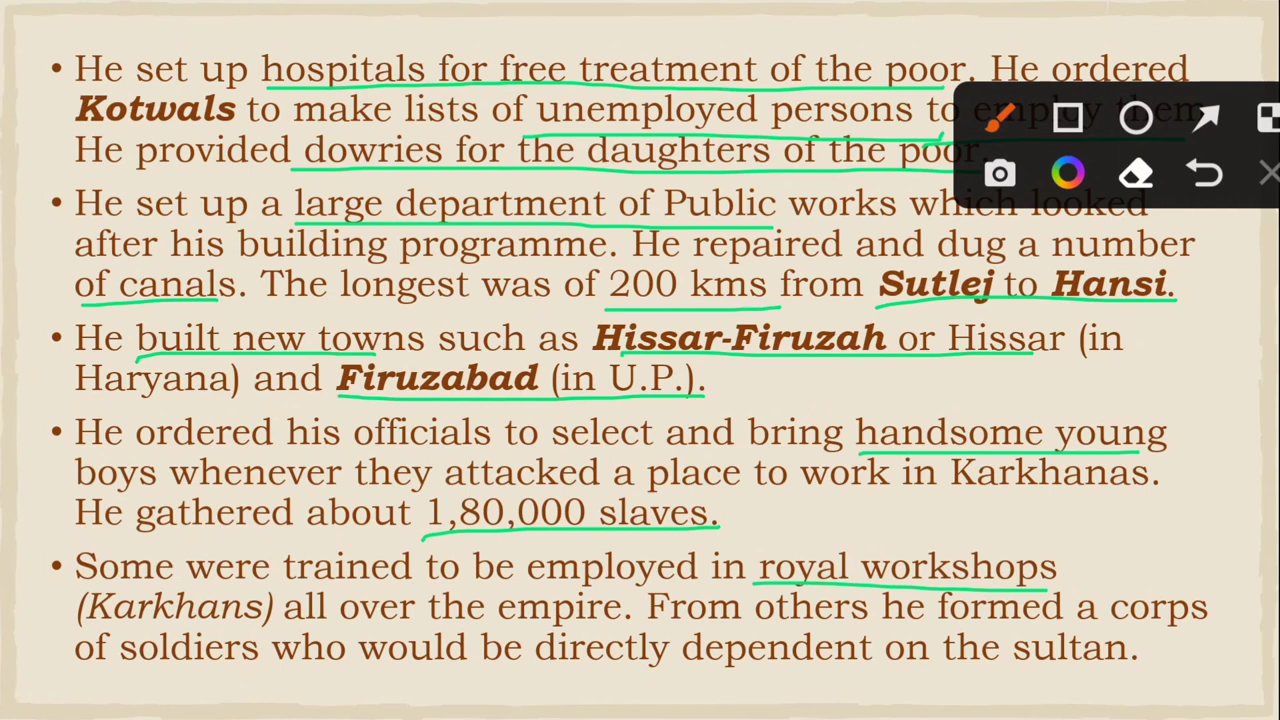 • He set up hospitals for free treatment of the poor. He ordered
Kotwals to make lists of unemployed persons to employ them
He provided dowries for the daughters of the poor.
• He set up a large department of Public works which looked
after his building programme. He repaired and dug a number
of canals. The longest was of 200 kms from Sutlej to Hansi.
• He built new towns such as Hissar-Firuzah or Hissar (in
Haryana) and Firuzabad (in U.P.).
• He ordered his officials to select and bring handsome young
boys whenever they attacked a place to work in Karkhanas.
He gathered about 1,80,000 slaves.
• Some were trained to be employed in royal workshops
(Karkhans) all over the empire. From others he formed a corps
of soldiers who would be directly dependent on the sultan.